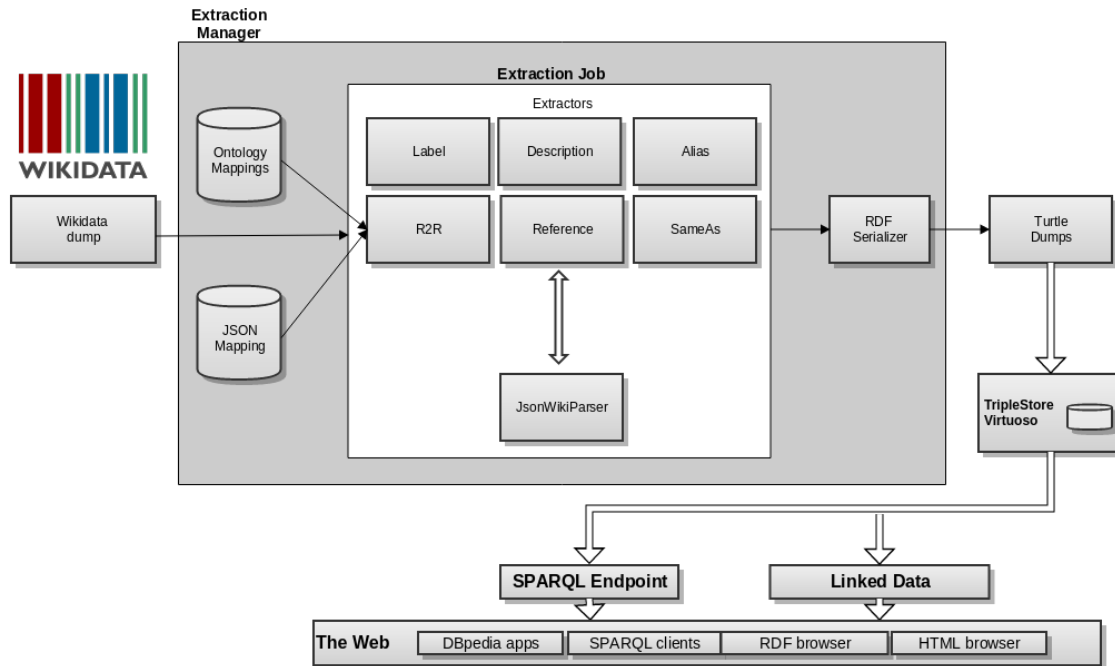 Extraction
Manager
WIKIDATA
Extraction Job
Extractors
Ontology
Mappings
Label
Description
Alias
Wikidata
dump
R2R
Reference
SameAs
RDF
Serializer
Turtle
Dumps
JSON
Mapping
JsonWikiParser
TripleStore
Virtuoso
SPARQL Endpoint
Linked Data
The Web
DBpedia apps
SPARQL clients
RDF browser
HTML browser